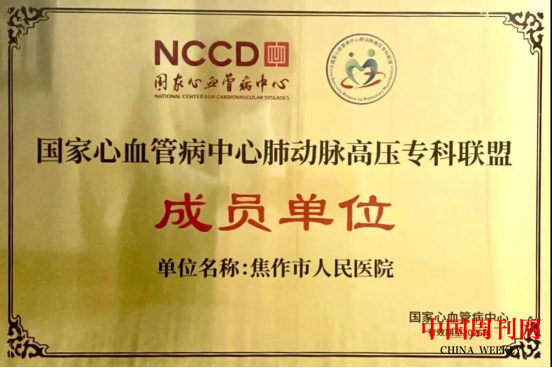 NCCD
国家心血管病中心
NATIONAL CENTER FOR CARDIOVASCULAR DISEASES
国家心血管病中心肺动脉高压专科联盟
成员单位
单位名称:焦作市人民医院
国家心血管病中心
中国周刊网
CHINA WEEKLY